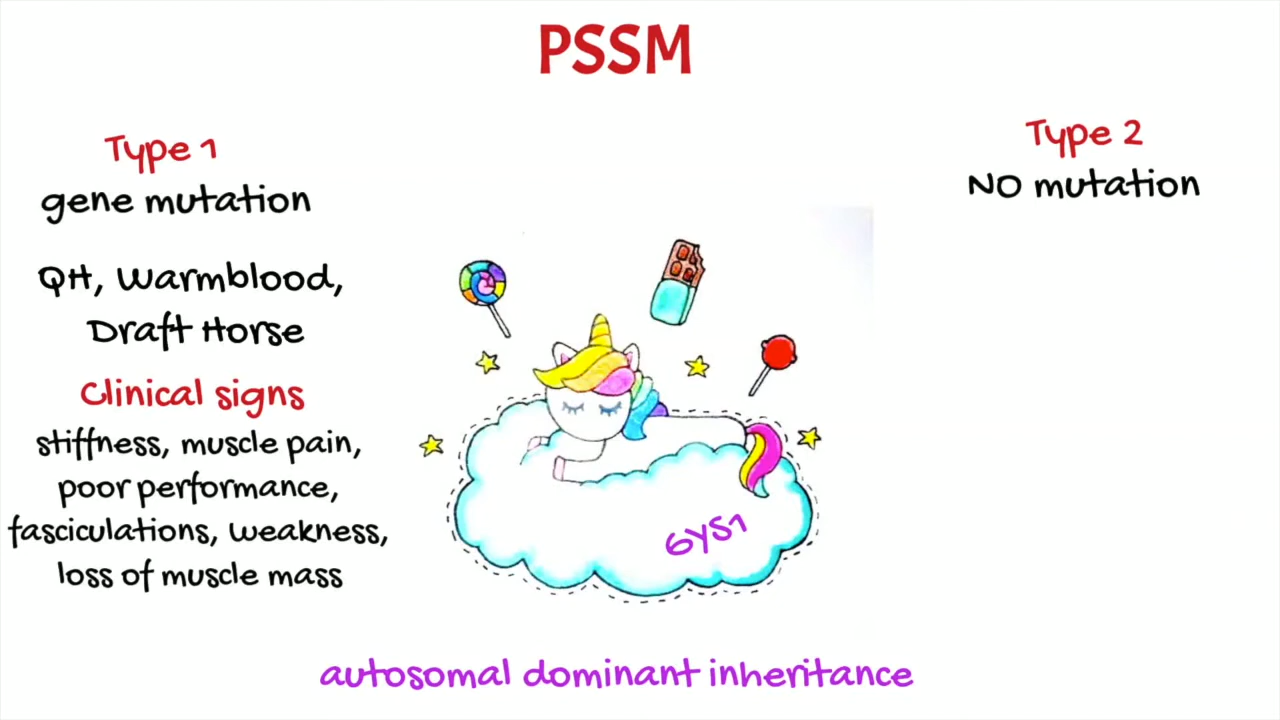 PSSM
Type 1
gene mutation
QH, Warmblood,
Draft Horse
Clinical signs
stiffness, muscle pain,
poor performance,
fasciculations, weakness,
loss of muscle mass
Type 2
NO mutation
GYS1
autosomal dominant inheritance